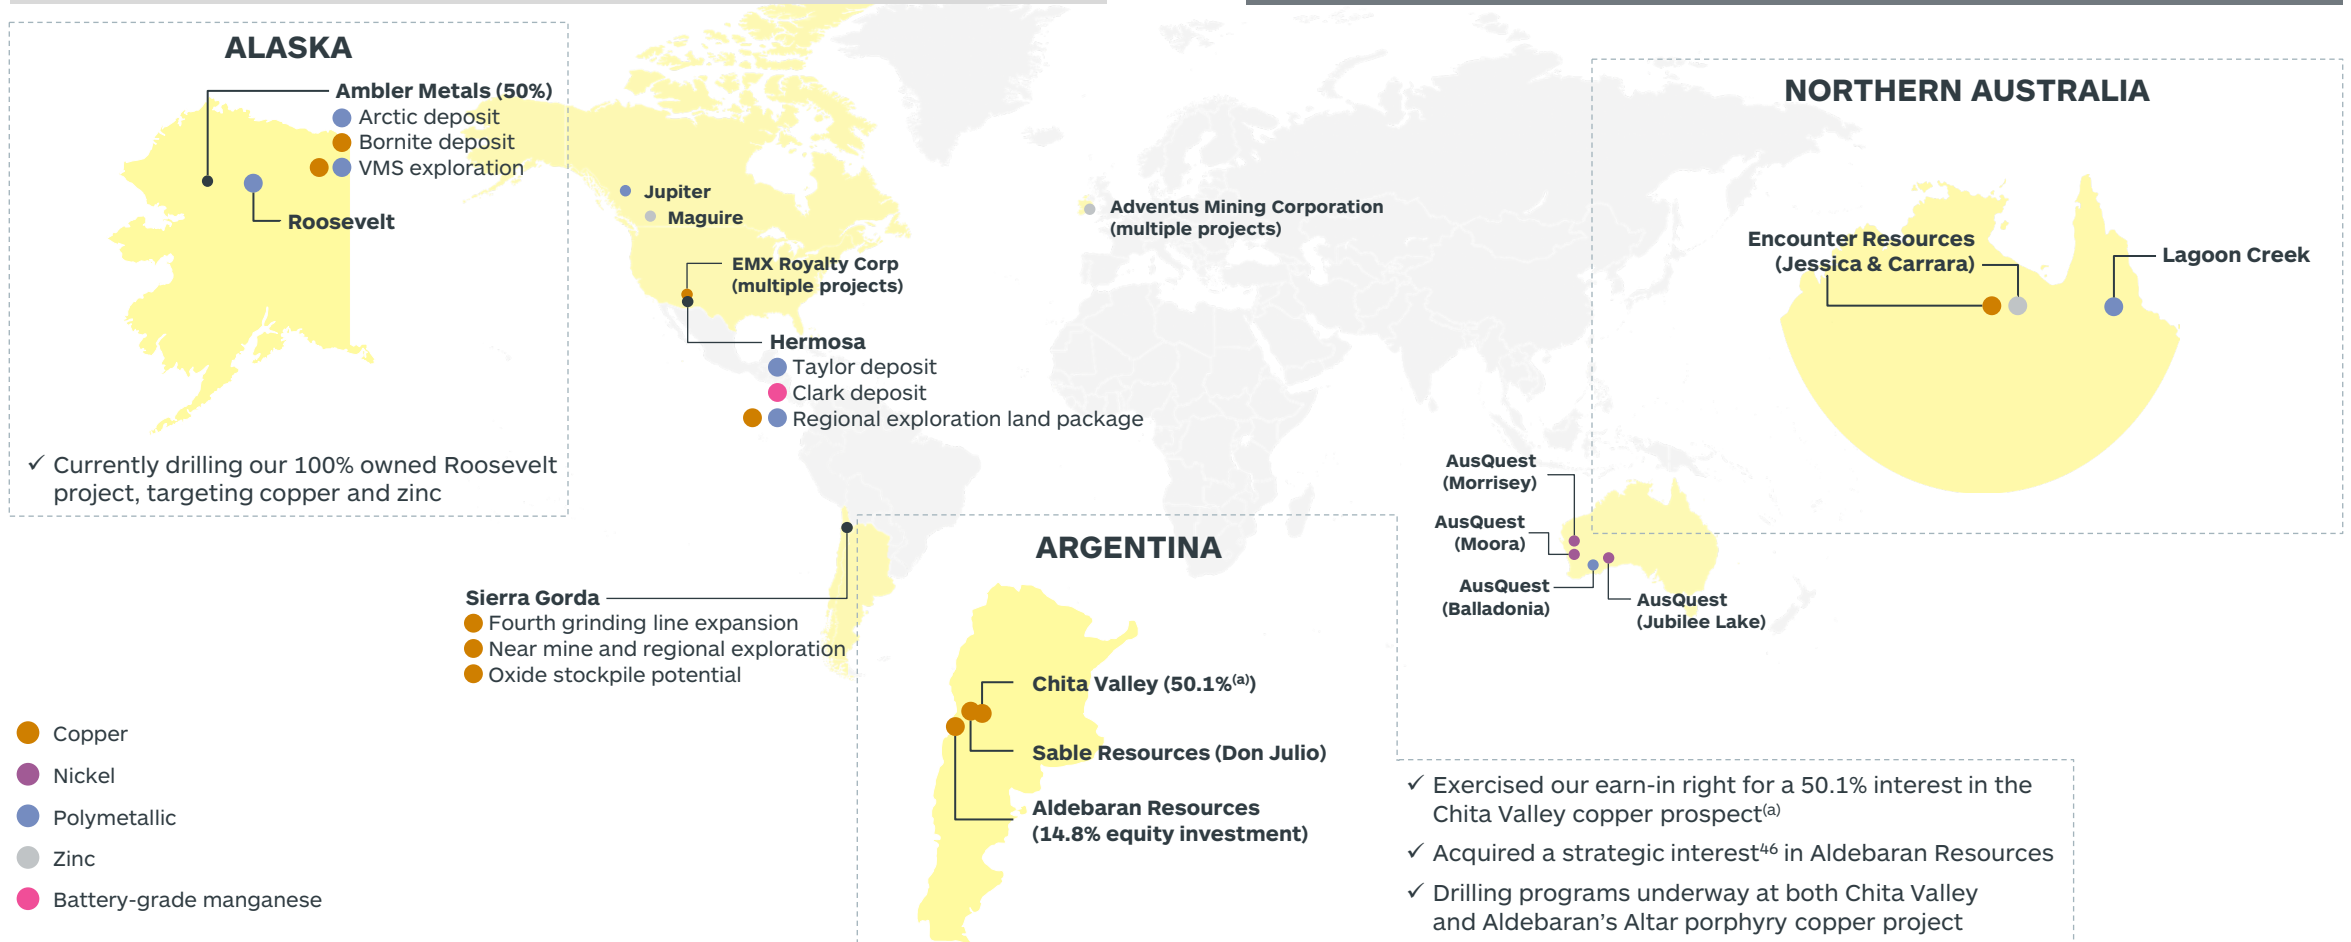 ALASKA
Ambler Metals (50%)
Arctic deposit
Bornite deposit
VMS exploration
Roosevelt
✓ Currently drilling our 100% owned Roosevelt
project, targeting copper and zinc
Jupiter
Maguire
EMX Royalty Corp
(multiple projects)
Hermosa
Taylor deposit
Clark deposit
Regional exploration land package
Adventus Mining Corporation
(multiple projects)
NORTHERN AUSTRALIA
Encounter Resources
(Jessica & Carrara)
Lagoon Creek
AusQuest
(Morrisey)
AusQuest
(Moora)
AusQuest
(Balladonia)
AusQuest
(Jubilee Lake)
Sierra Gorda
Fourth grinding line expansion
Near mine and regional exploration
Oxide stockpile potential
ARGENTINA
Chita Valley (50.1%(a))
Sable Resources (Don Julio)
Aldebaran Resources
(14.8% equity investment)
✓ Exercised our earn-in right for a 50.1% interest in the
Chita Valley copper prospect(a)
✓ Acquired a strategic interest46 in Aldebaran Resources
✓ Drilling programs underway at both Chita Valley
and Aldebaran’s Altar porphyry copper project
Copper
Nickel
Polymetallic
Zinc
Battery-grade manganese